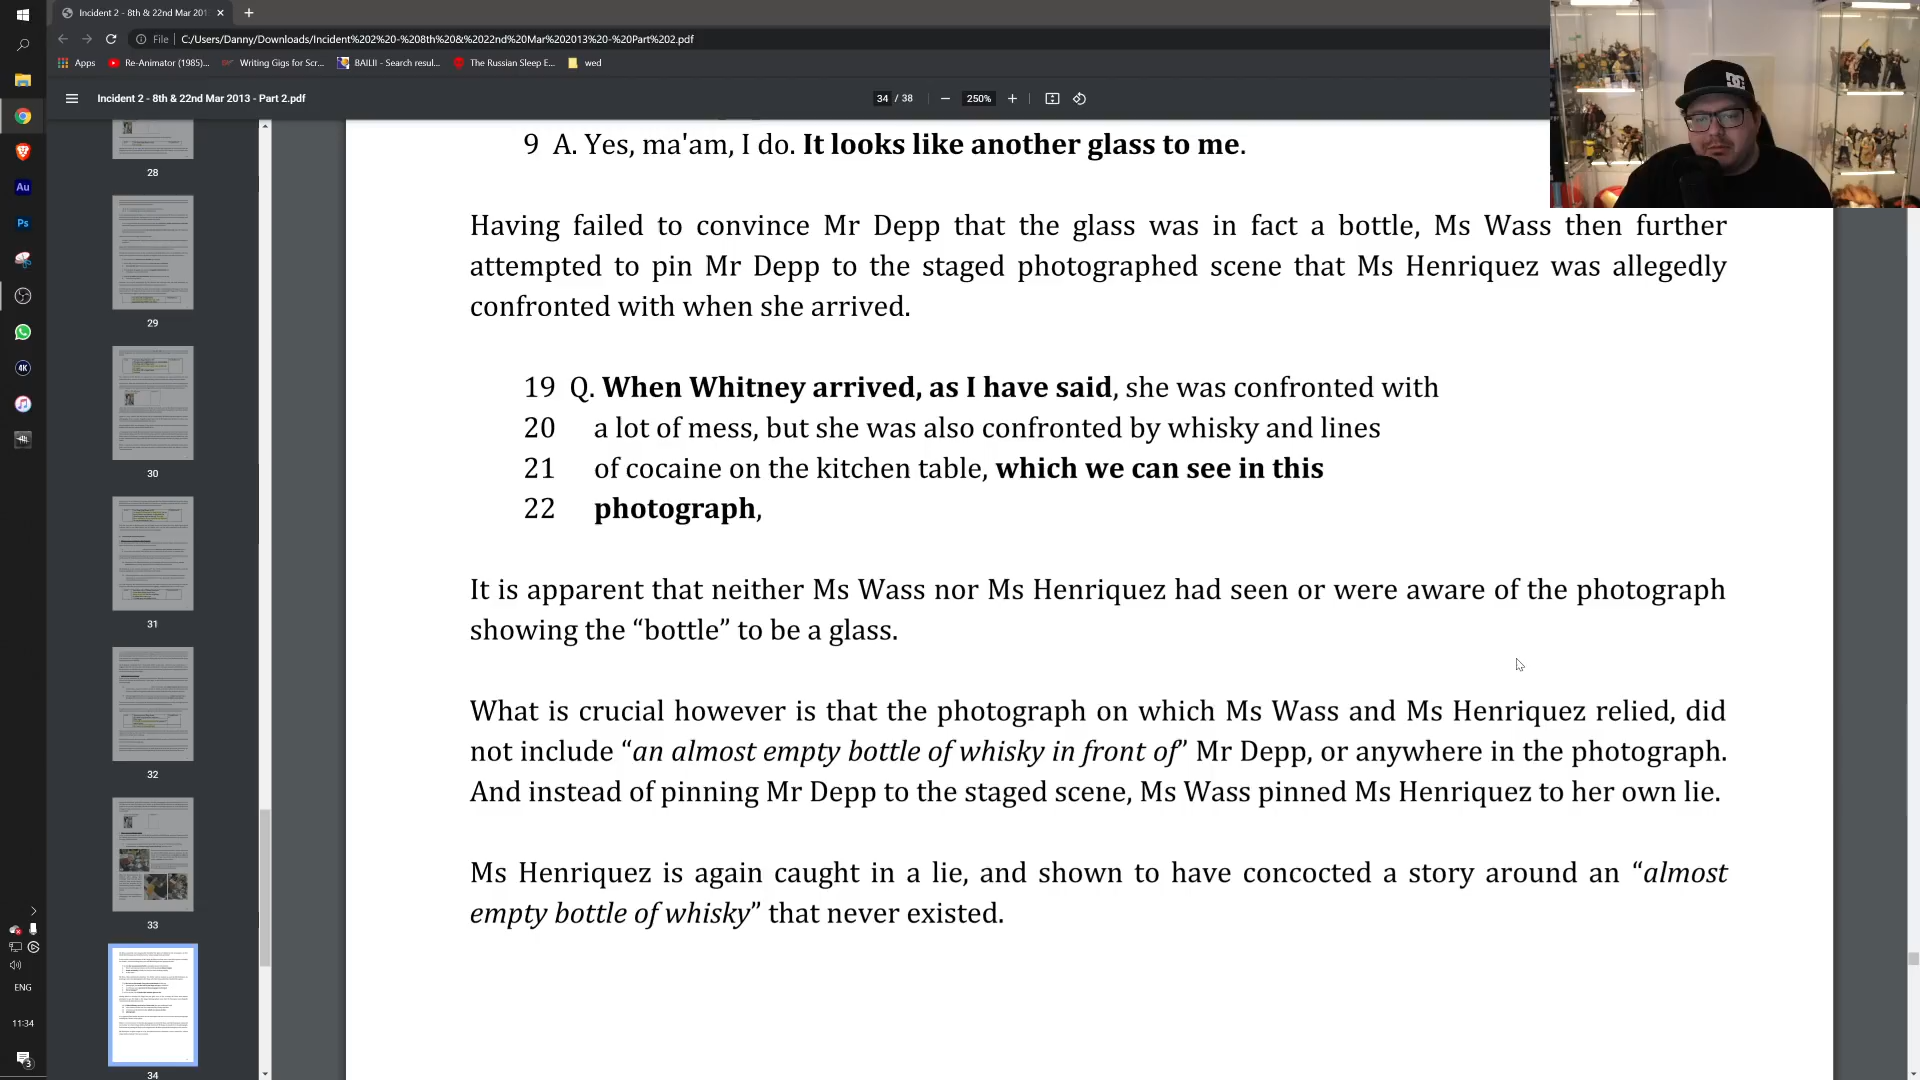 Incident 2 - 8th & 22nd Mar 201
File C:/Users/Danny/Downloads/Incident%202%20-%208th%20&%2022nd%20Mar%202013%20-%20Part%202.pdf
Apps Re-Animator (1985)... Writing Gigs for Scr... BAILII - Search resul... The Russian Sleep E... wed
Incident 2 - 8th & 22nd Mar 2013 - Part 2.pdf 34 / 38 250%
9 A. Yes, ma'am, I do. It looks like another glass to me.
Having failed to convince Mr Depp that the glass was in fact a bottle, Ms Wass then further
attempted to pin Mr Depp to the staged photographed scene that Ms Henriquez was allegedly
confronted with when she arrived.
19 Q. When Whitney arrived, as I have said, she was confronted with
20 a lot of mess, but she was also confronted by whisky and lines
21 of cocaine on the kitchen table, which we can see in this
22 photograph,
It is apparent that neither Ms Wass nor Ms Henriquez had seen or were aware of the photograph
showing the “bottle” to be a glass.
What is crucial however is that the photograph on which Ms Wass and Ms Henriquez relied, did
not include “an almost empty bottle of whisky in front of” Mr Depp, or anywhere in the photograph.
And instead of pinning Mr Depp to the staged scene, Ms Wass pinned Ms Henriquez to her own lie.
Ms Henriquez is again caught in a lie, and shown to have concocted a story around an “almost
empty bottle of whisky” that never existed.
28
29
30
31
32
33
34
Au
Ps
4K
ENG
11:34
3